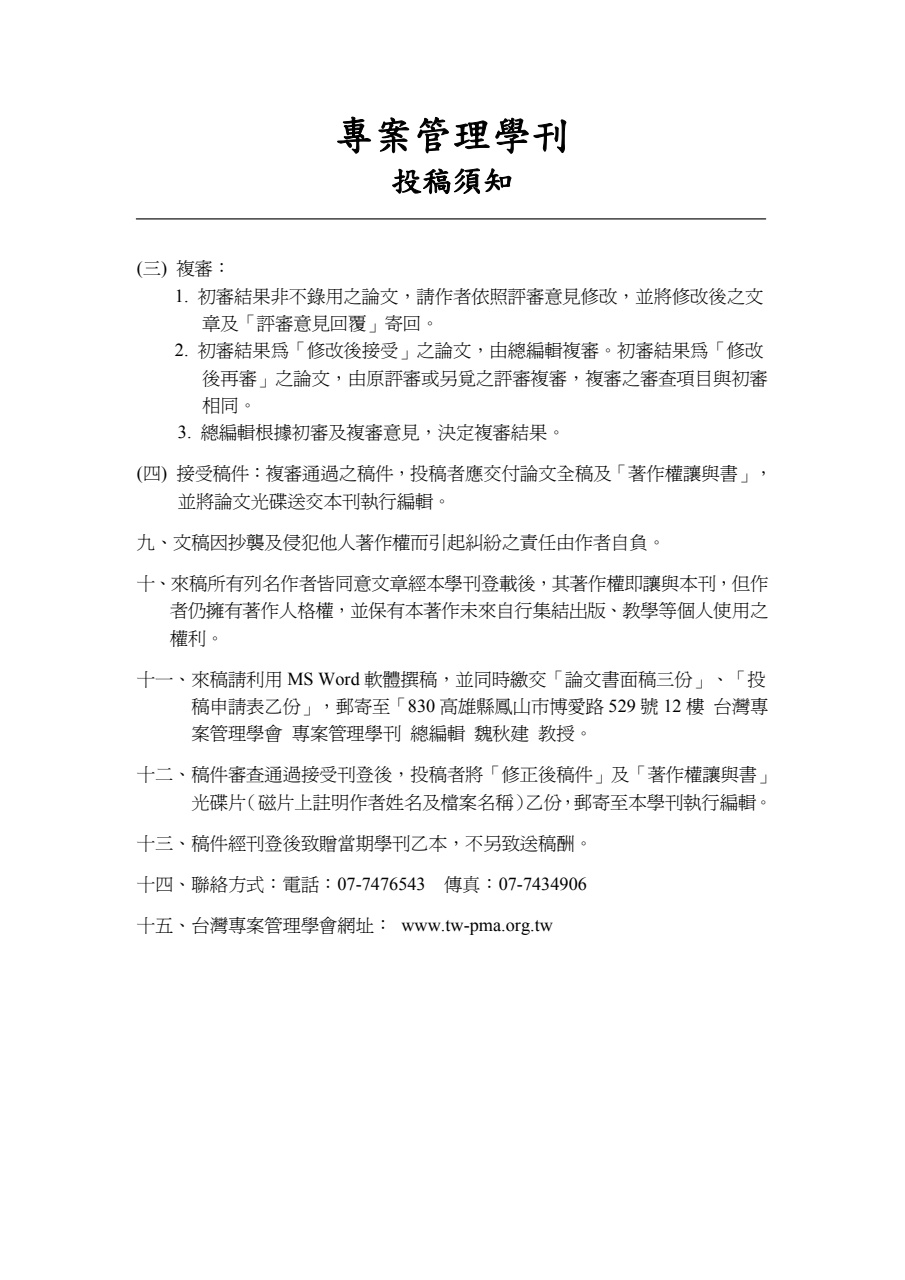 專案管理學刊
投稿須知
(三) 複審：
1. 初審結果非不錄用之論文，請作者依照評審意見修改，並將修改後之文
章及「評審意見回覆」寄回。
2. 初審結果為「修改後接受」之論文，由總編輯複審。初審結果為「修改
後再審」之論文，由原評審或另覓之評審複審，複審之審查項目與初審
相同。
3. 總編輯根據初審及複審意見，決定複審結果。
(四) 接受稿件：複審通過之稿件，投稿者應交付論文全稿及「著作權讓與書」，
並將論文光碟送交本刊執行編輯。
九、文稿因抄襲及侵犯他人著作權而引起糾紛之責任由作者自負。
十、來稿所有列名作者皆同意文章經本學刊登載後，其著作權即讓與本刊，但作
者仍擁有著作人格權，並保有本著作未來自行集結出版、教學等個人使用之
權利。
十一、來稿請利用 MS Word 軟體撰稿，並同時繳交「論文書面稿三份」、「投
稿申請表乙份」，郵寄至「830 高雄縣鳳山市博愛路 529 號 12 樓 台灣專
案管理學會 專案管理學刊 總編輯 魏秋建 教授。
十二、稿件審查通過接受刊登後，投稿者將「修正後稿件」及「著作權讓與書」
光碟片（磁片上註明作者姓名及檔案名稱）乙份，郵寄至本學刊執行編輯。
十三、稿件經刊登後致贈當期學刊乙本，不另致送稿酬。
十四、聯絡方式：電話：07-7476543 傳真：07-7434906
十五、台灣專案管理學會網址： www.tw-pma.org.tw